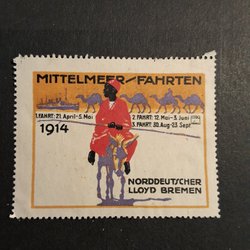 MITTELMEER-FAHRTEN
1.FAHRT: 21. April-5. Mai
2. FAHRT: 12. Mai-3. Juni
3. FAHRT: 30. Aug-23. Sept
1914
NORDDEUTSCHER
LLOYD BREMEN